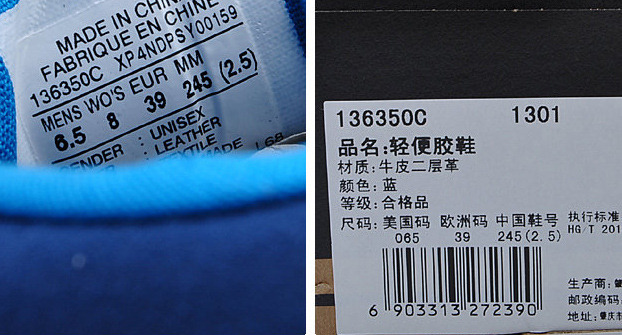 MADE IN CHINA
FABRIQUE EN CHINE
136350C XP4NDPSY00159
MENS WO'S EUR MM
6.5 8 39 245 (2.5)
GENDER : UNISEX
: LEATHER
136350C 1301
品名:轻便胶鞋
材质:牛皮二层革
颜色:蓝
等级:合格品
尺码:美国码 欧洲码 中国鞋号
065 39 245(2.5)
执行标准
HG/T 201
6 903313 272390
生产商:
邮政编码:
地址:肇庆市